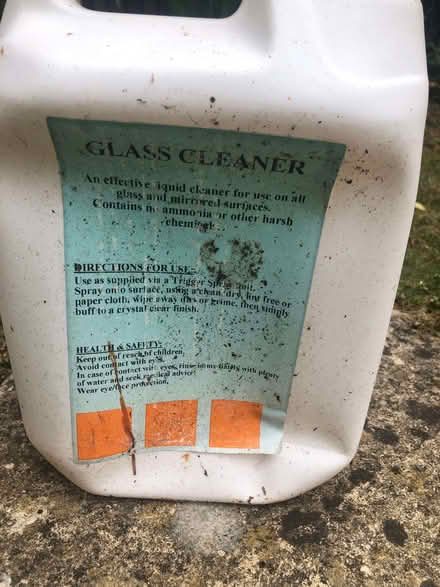 GLASS CLEANER
An effective liquid cleaner for use on all
glass and mirrored surfaces.
Contains no ammonia or other harsh
chemicals.
DIRECTIONS FOR USE:-
Use as supplied via a Trigger Spray unit.
Spray onto surface, using a clean, dry, lint free or
paper cloth, wipe away dirt or grime, then simply
buff to a crystal clear finish.
HEALTH & SAFETY:
Keep out of reach of children.
Avoid contact with eyes.
In case of contact with eyes, rinse immediately with plenty
of water and seek medical advice.
Wear eye/face protection.